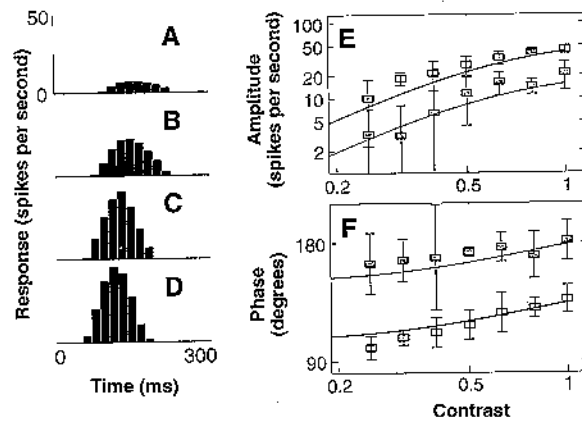 50
A
0
B
C
D
0 300
Time (ms)
Response (spikes per second)
E
100
50
20
10
5
2
0.2 0.5 1
Amplitude
(spikes per second)
F
180
90
0.2 0.5 1
Phase
(degrees)
Contrast